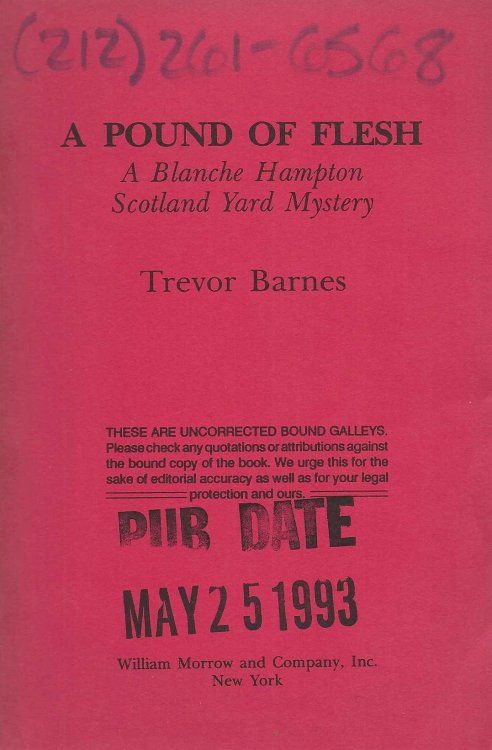 (212) 261-6568
A POUND OF FLESH
A Blanche Hampton
Scotland Yard Mystery
Trevor Barnes
THESE ARE UNCORRECTED BOUND GALLEYS.
Please check any quotations or attributions against
the bound copy of the book. We urge this for the
sake of editorial accuracy as well as for your legal
protection and ours.
PUB DATE
MAY 25 1993
William Morrow and Company, Inc.
New York